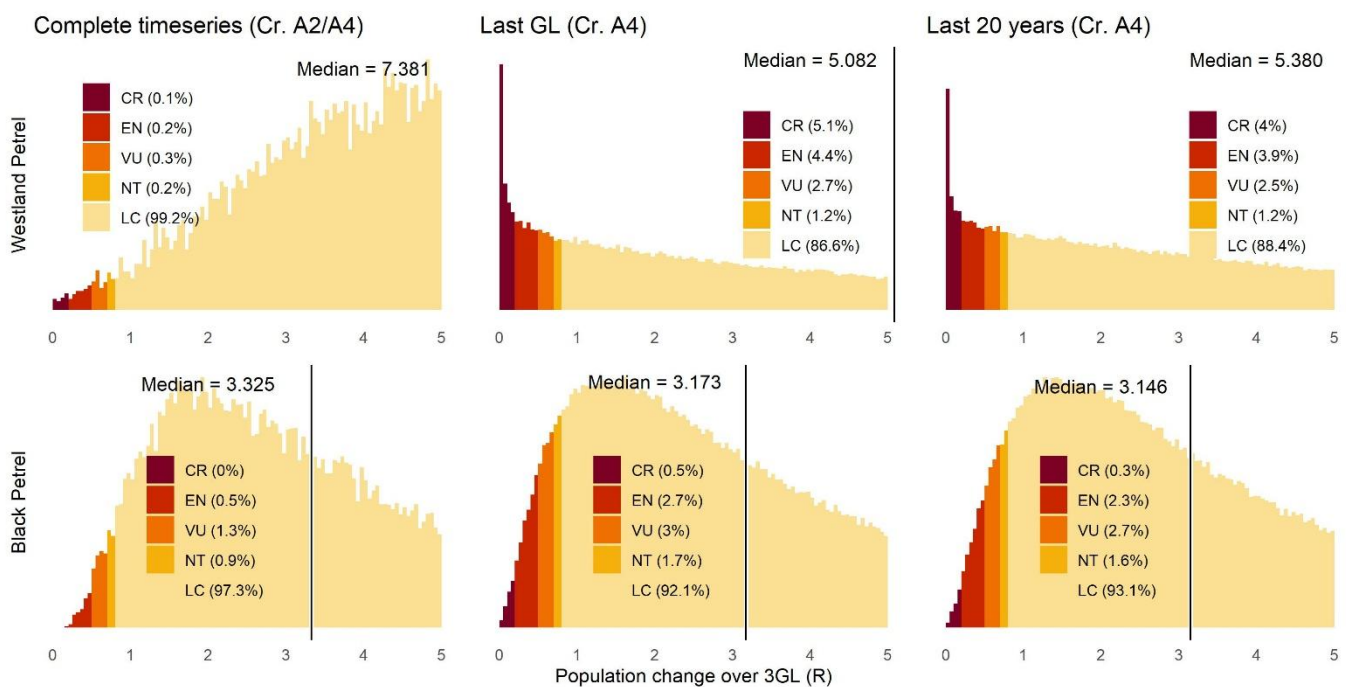 Complete timeseries (Cr. A2/A4)
Last GL (Cr. A4)
Last 20 years (Cr. A4)
Westland Petrel
Median = 7.381
CR (0.1%)
EN (0.2%)
VU (0.3%)
NT (0.2%)
LC (99.2%)
0 1 2 3 4 5
Median = 5.082
CR (5.1%)
EN (4.4%)
VU (2.7%)
NT (1.2%)
LC (86.6%)
0 1 2 3 4 5
Median = 5.380
CR (4%)
EN (3.9%)
VU (2.5%)
NT (1.2%)
LC (88.4%)
0 1 2 3 4 5
Black Petrel
Median = 3.325
CR (0%)
EN (0.5%)
VU (1.3%)
NT (0.9%)
LC (97.3%)
0 1 2 3 4 5
Median = 3.173
CR (0.5%)
EN (2.7%)
VU (3%)
NT (1.7%)
LC (92.1%)
0 1 2 3 4 5
Median = 3.146
CR (0.3%)
EN (2.3%)
VU (2.7%)
NT (1.6%)
LC (93.1%)
0 1 2 3 4 5
Population change over 3GL (R)